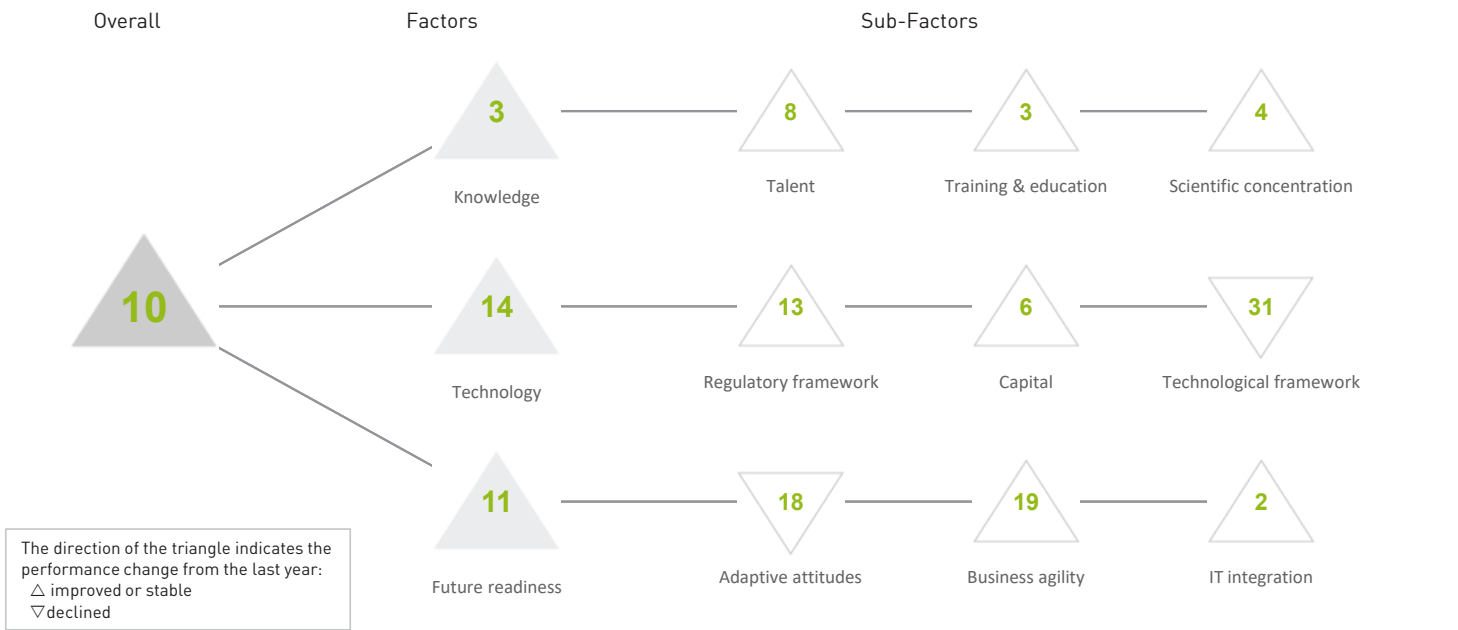 Overall Factors Sub-Factors
3 8 3 4
Knowledge Talent Training & education Scientific concentration
10
14 13 6 31
Technology Regulatory framework Capital Technological framework
11 18 19 2
Future readiness Adaptive attitudes Business agility IT integration
The direction of the triangle indicates the
performance change from the last year:
△ improved or stable
▽declined